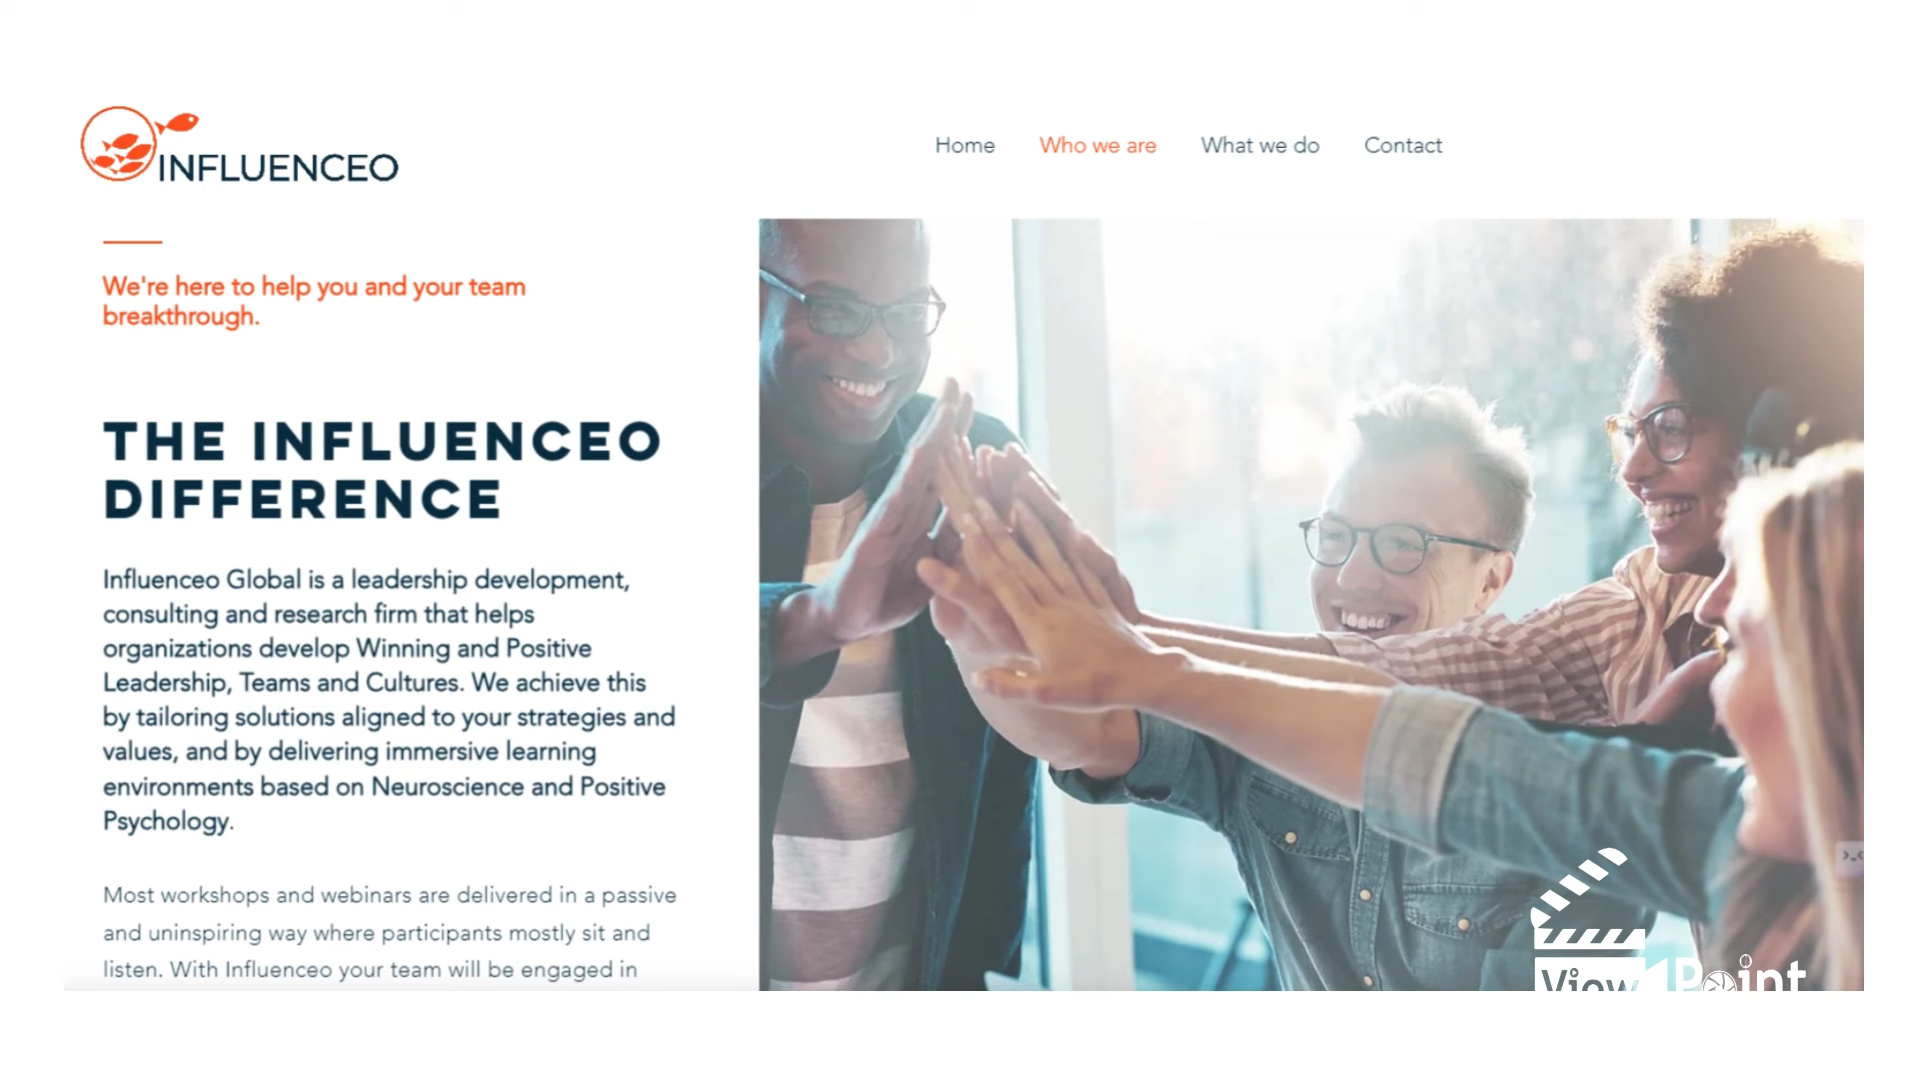 INFLUENCEO
Home Who we are What we do Contact
We're here to help you and your team
breakthrough.
THE INFLUENCEO
DIFFERENCE
Influenceo Global is a leadership development,
consulting and research firm that helps
organizations develop Winning and Positive
Leadership, Teams and Cultures. We achieve this
by tailoring solutions aligned to your strategies and
values, and by delivering immersive learning
environments based on Neuroscience and Positive
Psychology.
Most workshops and webinars are delivered in a passive
and uninspiring way where participants mostly sit and
listen. With Influenceo your team will be engaged in
View Point